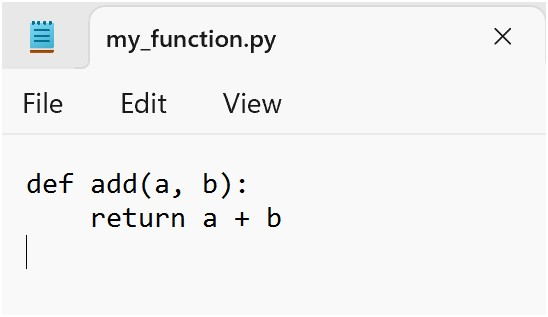 my_function.py
File Edit View
def add(a, b):
    return a + b